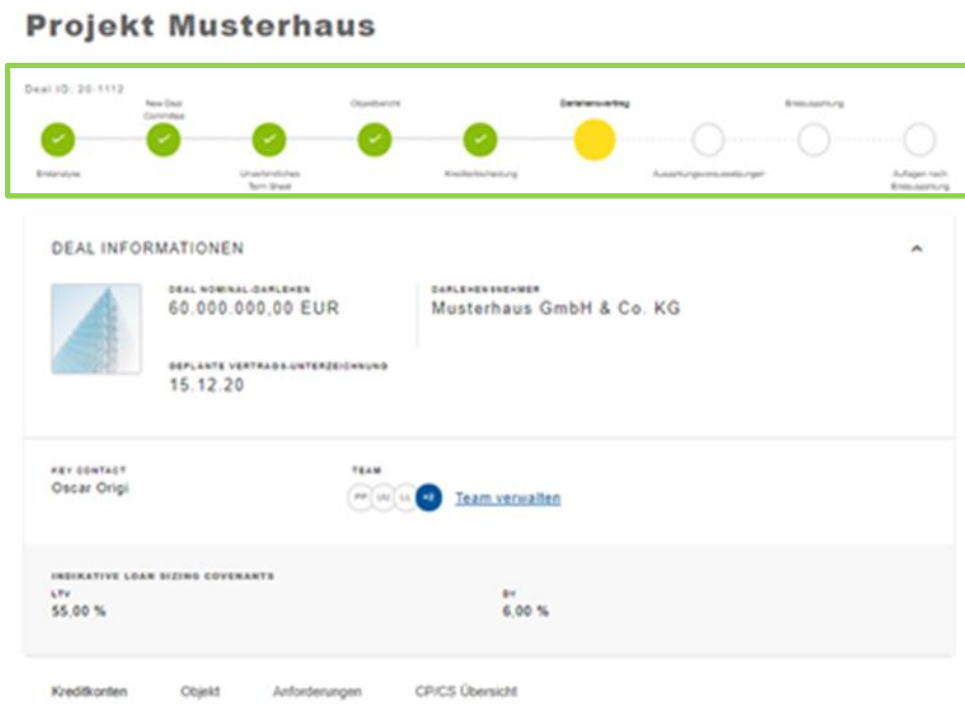 Projekt Musterhaus
Deal ID: 20-1112
New Deal
Committee
Objektbericht
Darlehensvertrag
Erstauszahlung
Erstanalyse
Unverbindliches
Term Sheet
Kreditentscheidung
Auszahlungsvoraussetzungen
Auflagen nach
Erstauszahlung
DEAL INFORMATIONEN
DEAL NOMINAL-DARLEHEN
60.000.000,00 EUR
DARLEHENSNEHMER
Musterhaus GmbH & Co. KG
GEPLANTE VERTRAGS-UNTERZEICHNUNG
15.12.20
KEY CONTACT
Oscar Origi
TEAM
PP UU LL +2 Team verwalten
INDIKATIVE LOAN SIZING COVENANTS
LTV
55,00 %
DY
6,00 %
Kreditkonten Objekt Anforderungen CP/CS Übersicht